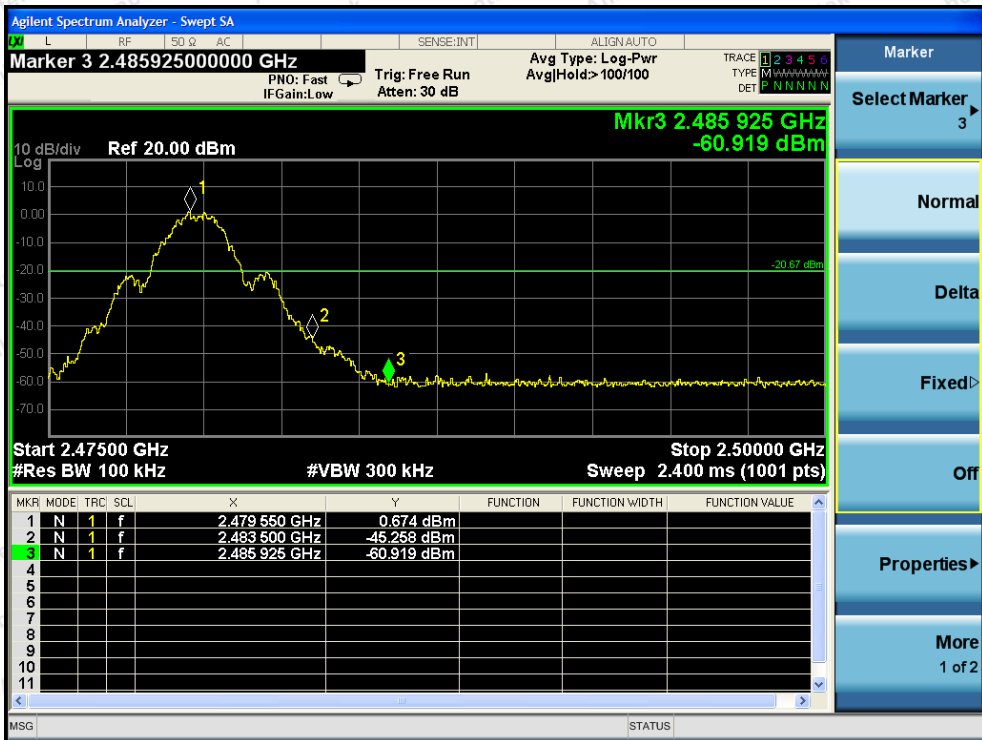 Agilent Spectrum Analyzer - Swept SA
LXI L RF 50 Ω AC SENSE:INT ALIGN AUTO
Marker 3 2.485925000000 GHz
PNO: Fast
IFGain:Low
Trig: Free Run
Atten: 30 dB
Avg Type: Log-Pwr
Avg|Hold:> 100/100
TRACE 1 2 3 4 5 6
TYPE M W W W W W
DET P N N N N N
Mkr3 2.485 925 GHz
-60.919 dBm
10 dB/div Ref 20.00 dBm
Log
10.0
0.00
-10.0
-20.0
-30.0
-40.0
-50.0
-60.0
-70.0
1
2
3
-20.67 dBm
Start 2.47500 GHz Stop 2.50000 GHz
#Res BW 100 kHz #VBW 300 kHz Sweep 2.400 ms (1001 pts)
MKR MODE TRC SCL X Y FUNCTION FUNCTION WIDTH FUNCTION VALUE
1 N 1 f 2.479 550 GHz 0.674 dBm
2 N 1 f 2.483 500 GHz -45.258 dBm
3 N 1 f 2.485 925 GHz -60.919 dBm
4
5
6
7
8
9
10
11
MSG STATUS
Marker
Select Marker
3
Normal
Delta
Fixed
Off
Properties
More
1 of 2